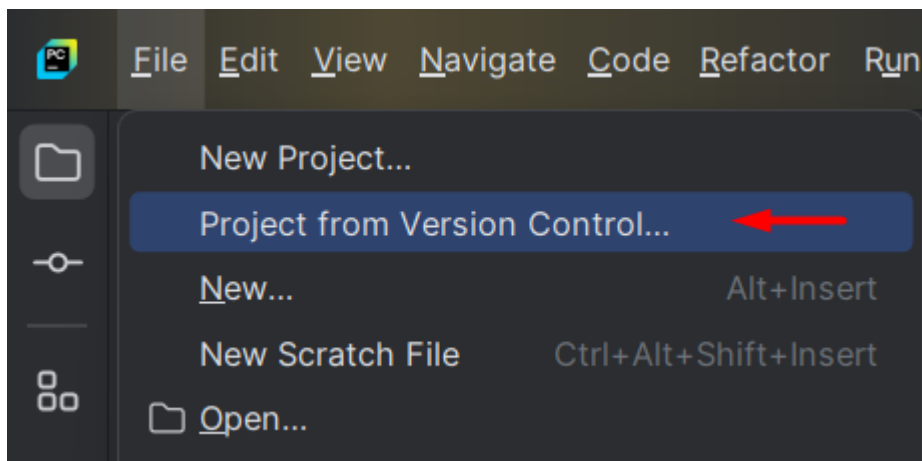 PC File Edit View Navigate Code Refactor Run
New Project...
Project from Version Control...
New... Alt+Insert
New Scratch File Ctrl+Alt+Shift+Insert
Open...